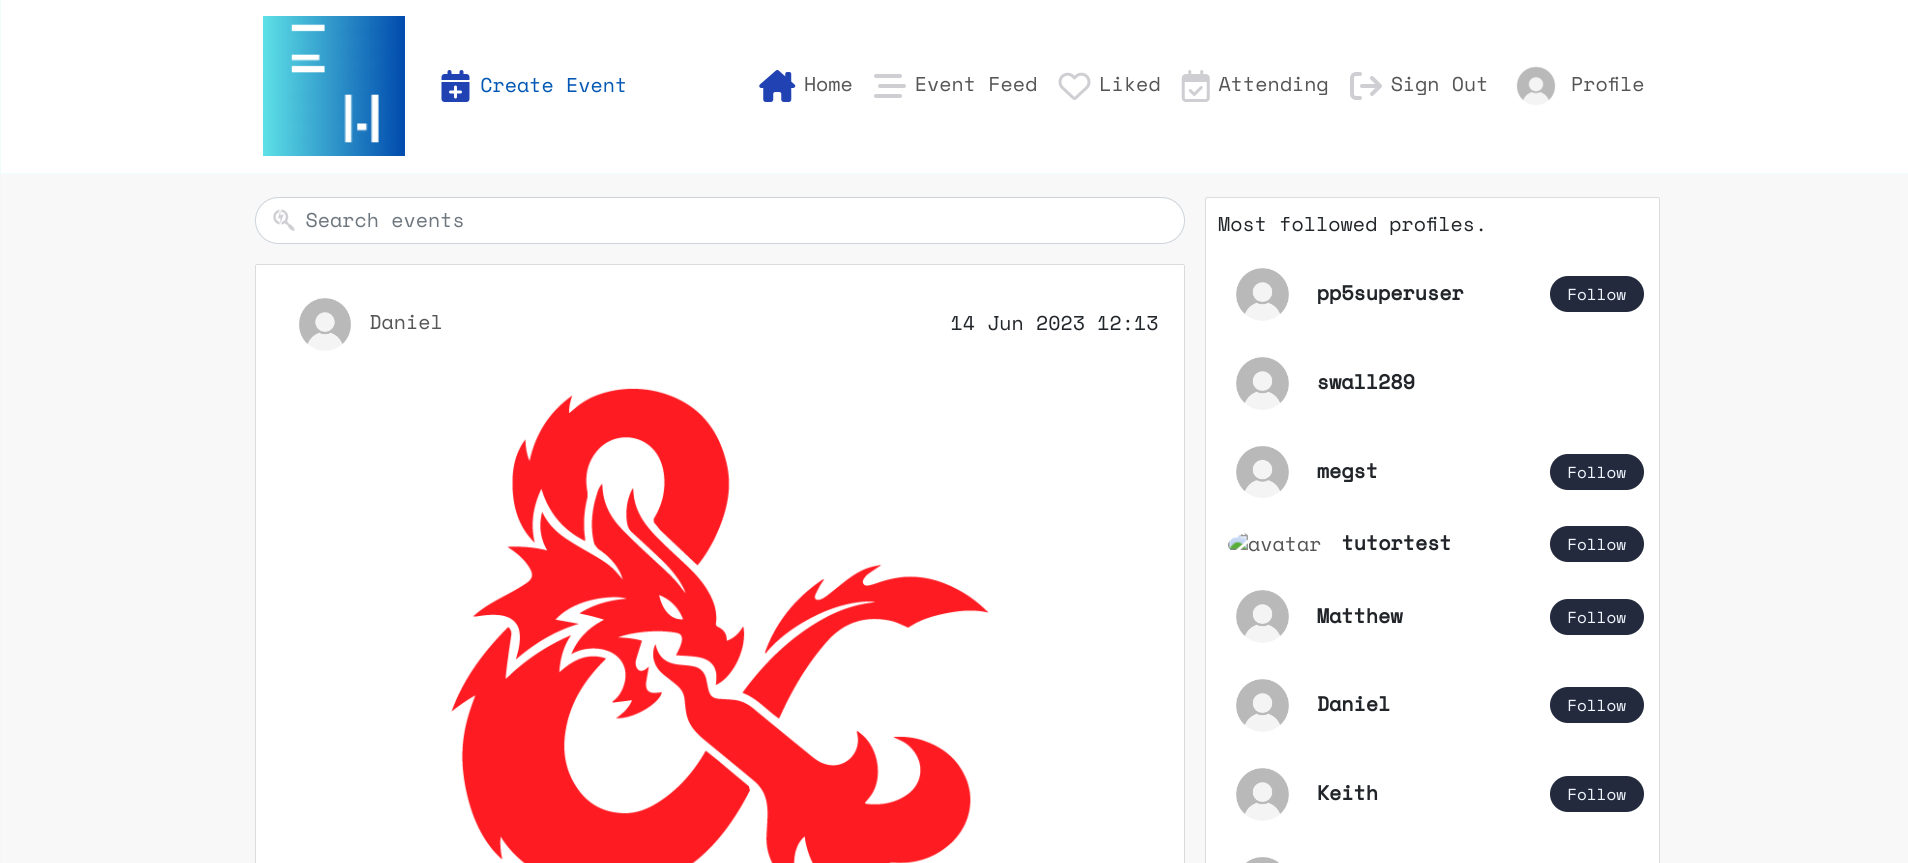 Create Event
Home Event Feed Liked Attending Sign Out Profile
Search events
Daniel 14 Jun 2023 12:13
Most followed profiles.
pp5superuser Follow
swall289
megst Follow
avatar tutortest Follow
Matthew Follow
Daniel Follow
Keith Follow